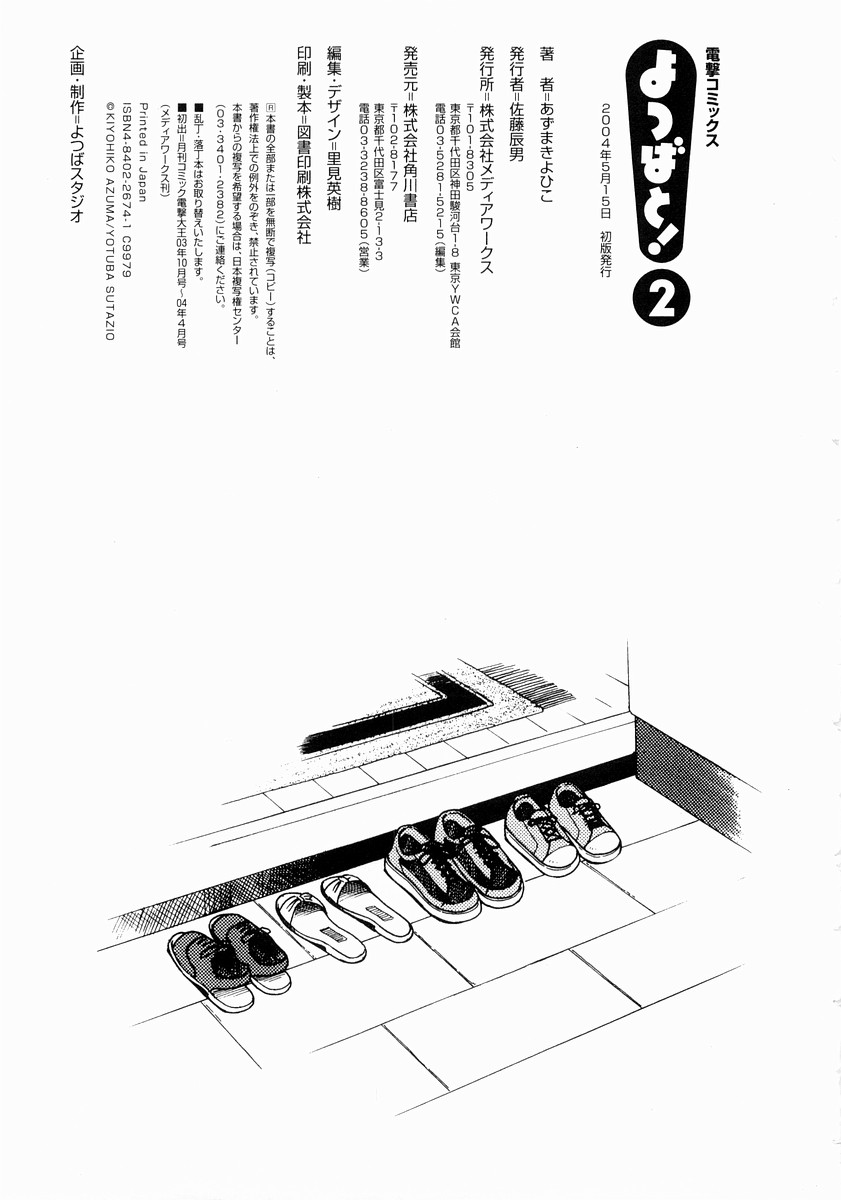 電撃コミックス
よつばと!
2
2004年5月15日　初版発行
著　者=あずまきよひこ
発行者=佐藤辰男
発行所=株式会社メディアワークス
〒101-8305
東京都千代田区神田駿河台1-8 東京YWCA会館
電話03-5281-5215(編集)
発売元=株式会社角川書店
〒102-8177
東京都千代田区富士見2-13-3
電話03-3238-8605(営業)
編集・デザイン=里見英樹
印刷・製本=図書印刷株式会社
Ⓡ本書の全部または一部を無断で複写(コピー)することは、
著作権法上での例外をのぞき、禁止されています。
本書からの複写を希望する場合は、日本複写権センター
(03-3401-2382)にご連絡ください。
■乱丁・落丁本はお取り替えいたします。
■初出=月刊コミック電撃大王03年10月号〜04年4月号
(メディアワークス刊)
Printed in Japan
ISBN4-8402-2674-1 C9979
©KIYOHIKO AZUMA/YOTUBA SUTAZIO
企画・制作=よつばスタジオ